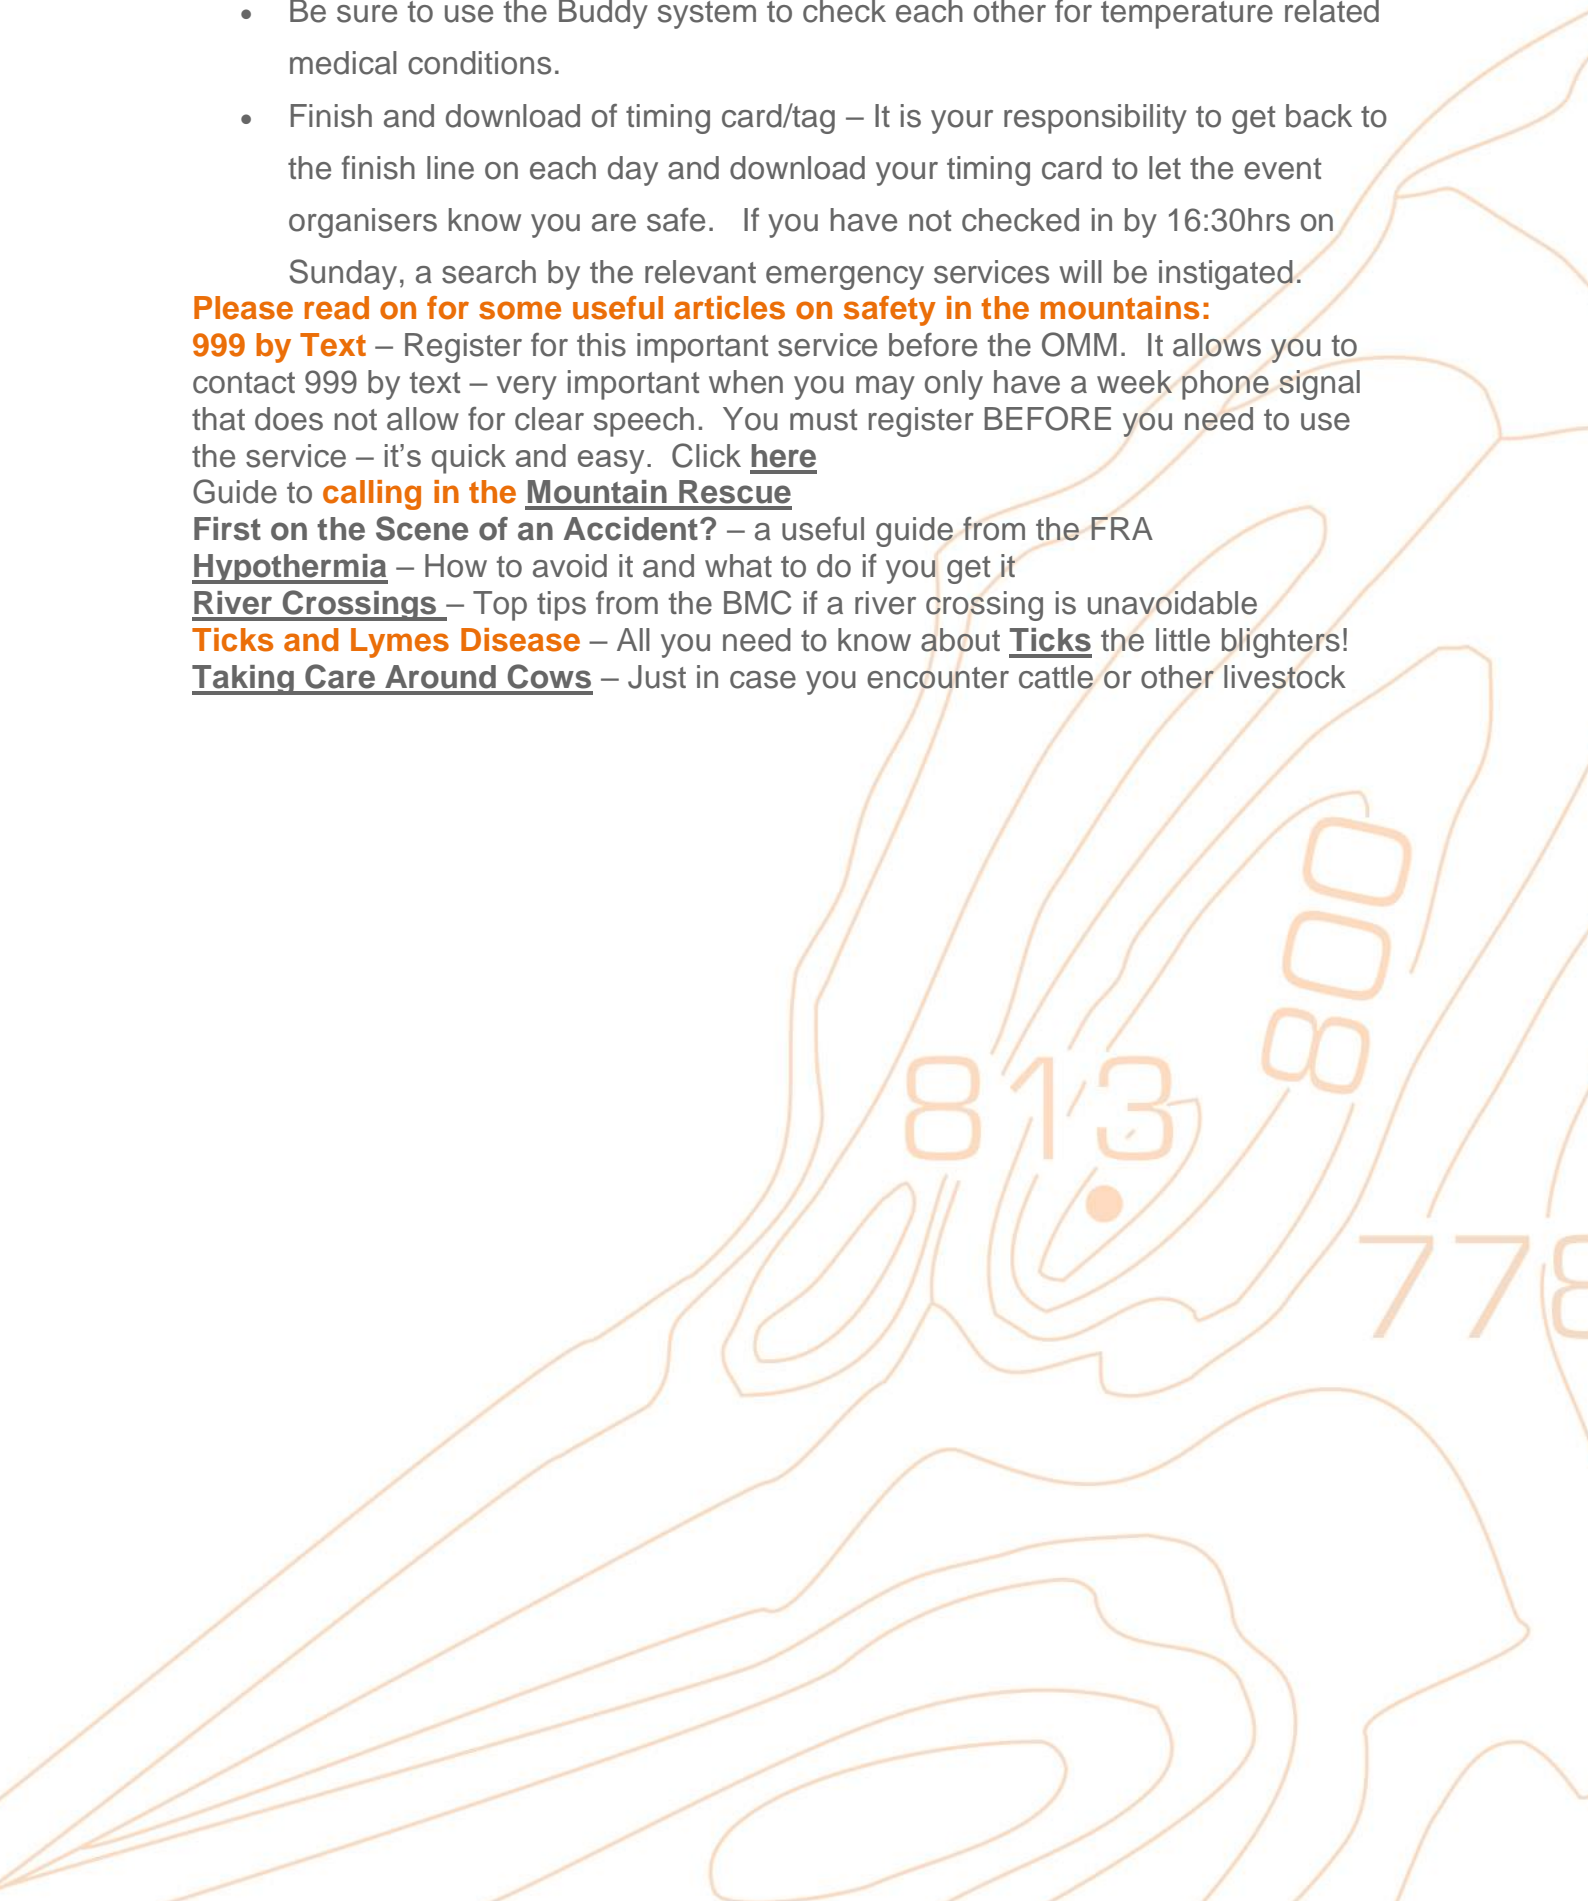 • Be sure to use the Buddy system to check each other for temperature related
medical conditions.
• Finish and download of timing card/tag – It is your responsibility to get back to
the finish line on each day and download your timing card to let the event
organisers know you are safe.   If you have not checked in by 16:30hrs on
Sunday, a search by the relevant emergency services will be instigated.
Please read on for some useful articles on safety in the mountains:
999 by Text – Register for this important service before the OMM.  It allows you to
contact 999 by text – very important when you may only have a week phone signal
that does not allow for clear speech.  You must register BEFORE you need to use
the service – it’s quick and easy.  Click here
Guide to calling in the Mountain Rescue
First on the Scene of an Accident? – a useful guide from the FRA
Hypothermia – How to avoid it and what to do if you get it
River Crossings – Top tips from the BMC if a river crossing is unavoidable
Ticks and Lymes Disease – All you need to know about Ticks the little blighters!
Taking Care Around Cows – Just in case you encounter cattle or other livestock
800
813
778